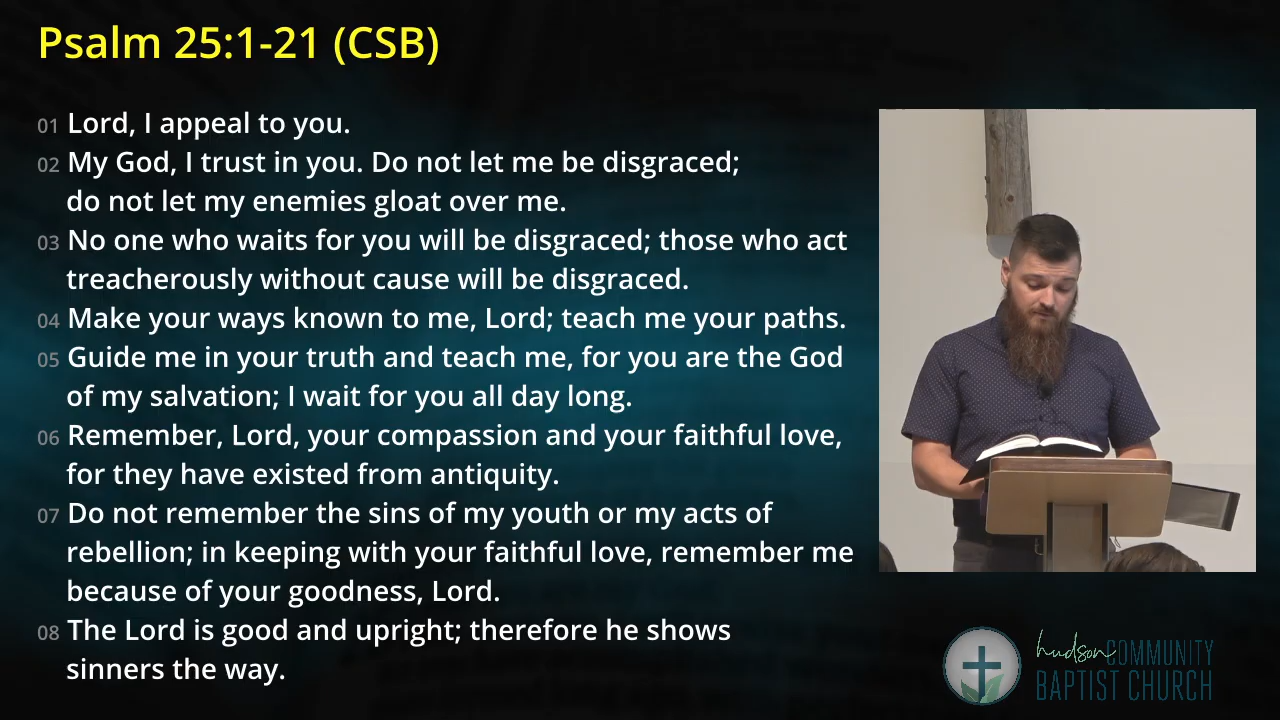 Psalm 25:1-21 (CSB)
01 Lord, I appeal to you.
02 My God, I trust in you. Do not let me be disgraced;
do not let my enemies gloat over me.
03 No one who waits for you will be disgraced; those who act
treacherously without cause will be disgraced.
04 Make your ways known to me, Lord; teach me your paths.
05 Guide me in your truth and teach me, for you are the God
of my salvation; I wait for you all day long.
06 Remember, Lord, your compassion and your faithful love,
for they have existed from antiquity.
07 Do not remember the sins of my youth or my acts of
rebellion; in keeping with your faithful love, remember me
because of your goodness, Lord.
08 The Lord is good and upright; therefore he shows
sinners the way.
hudson COMMUNITY
BAPTIST CHURCH